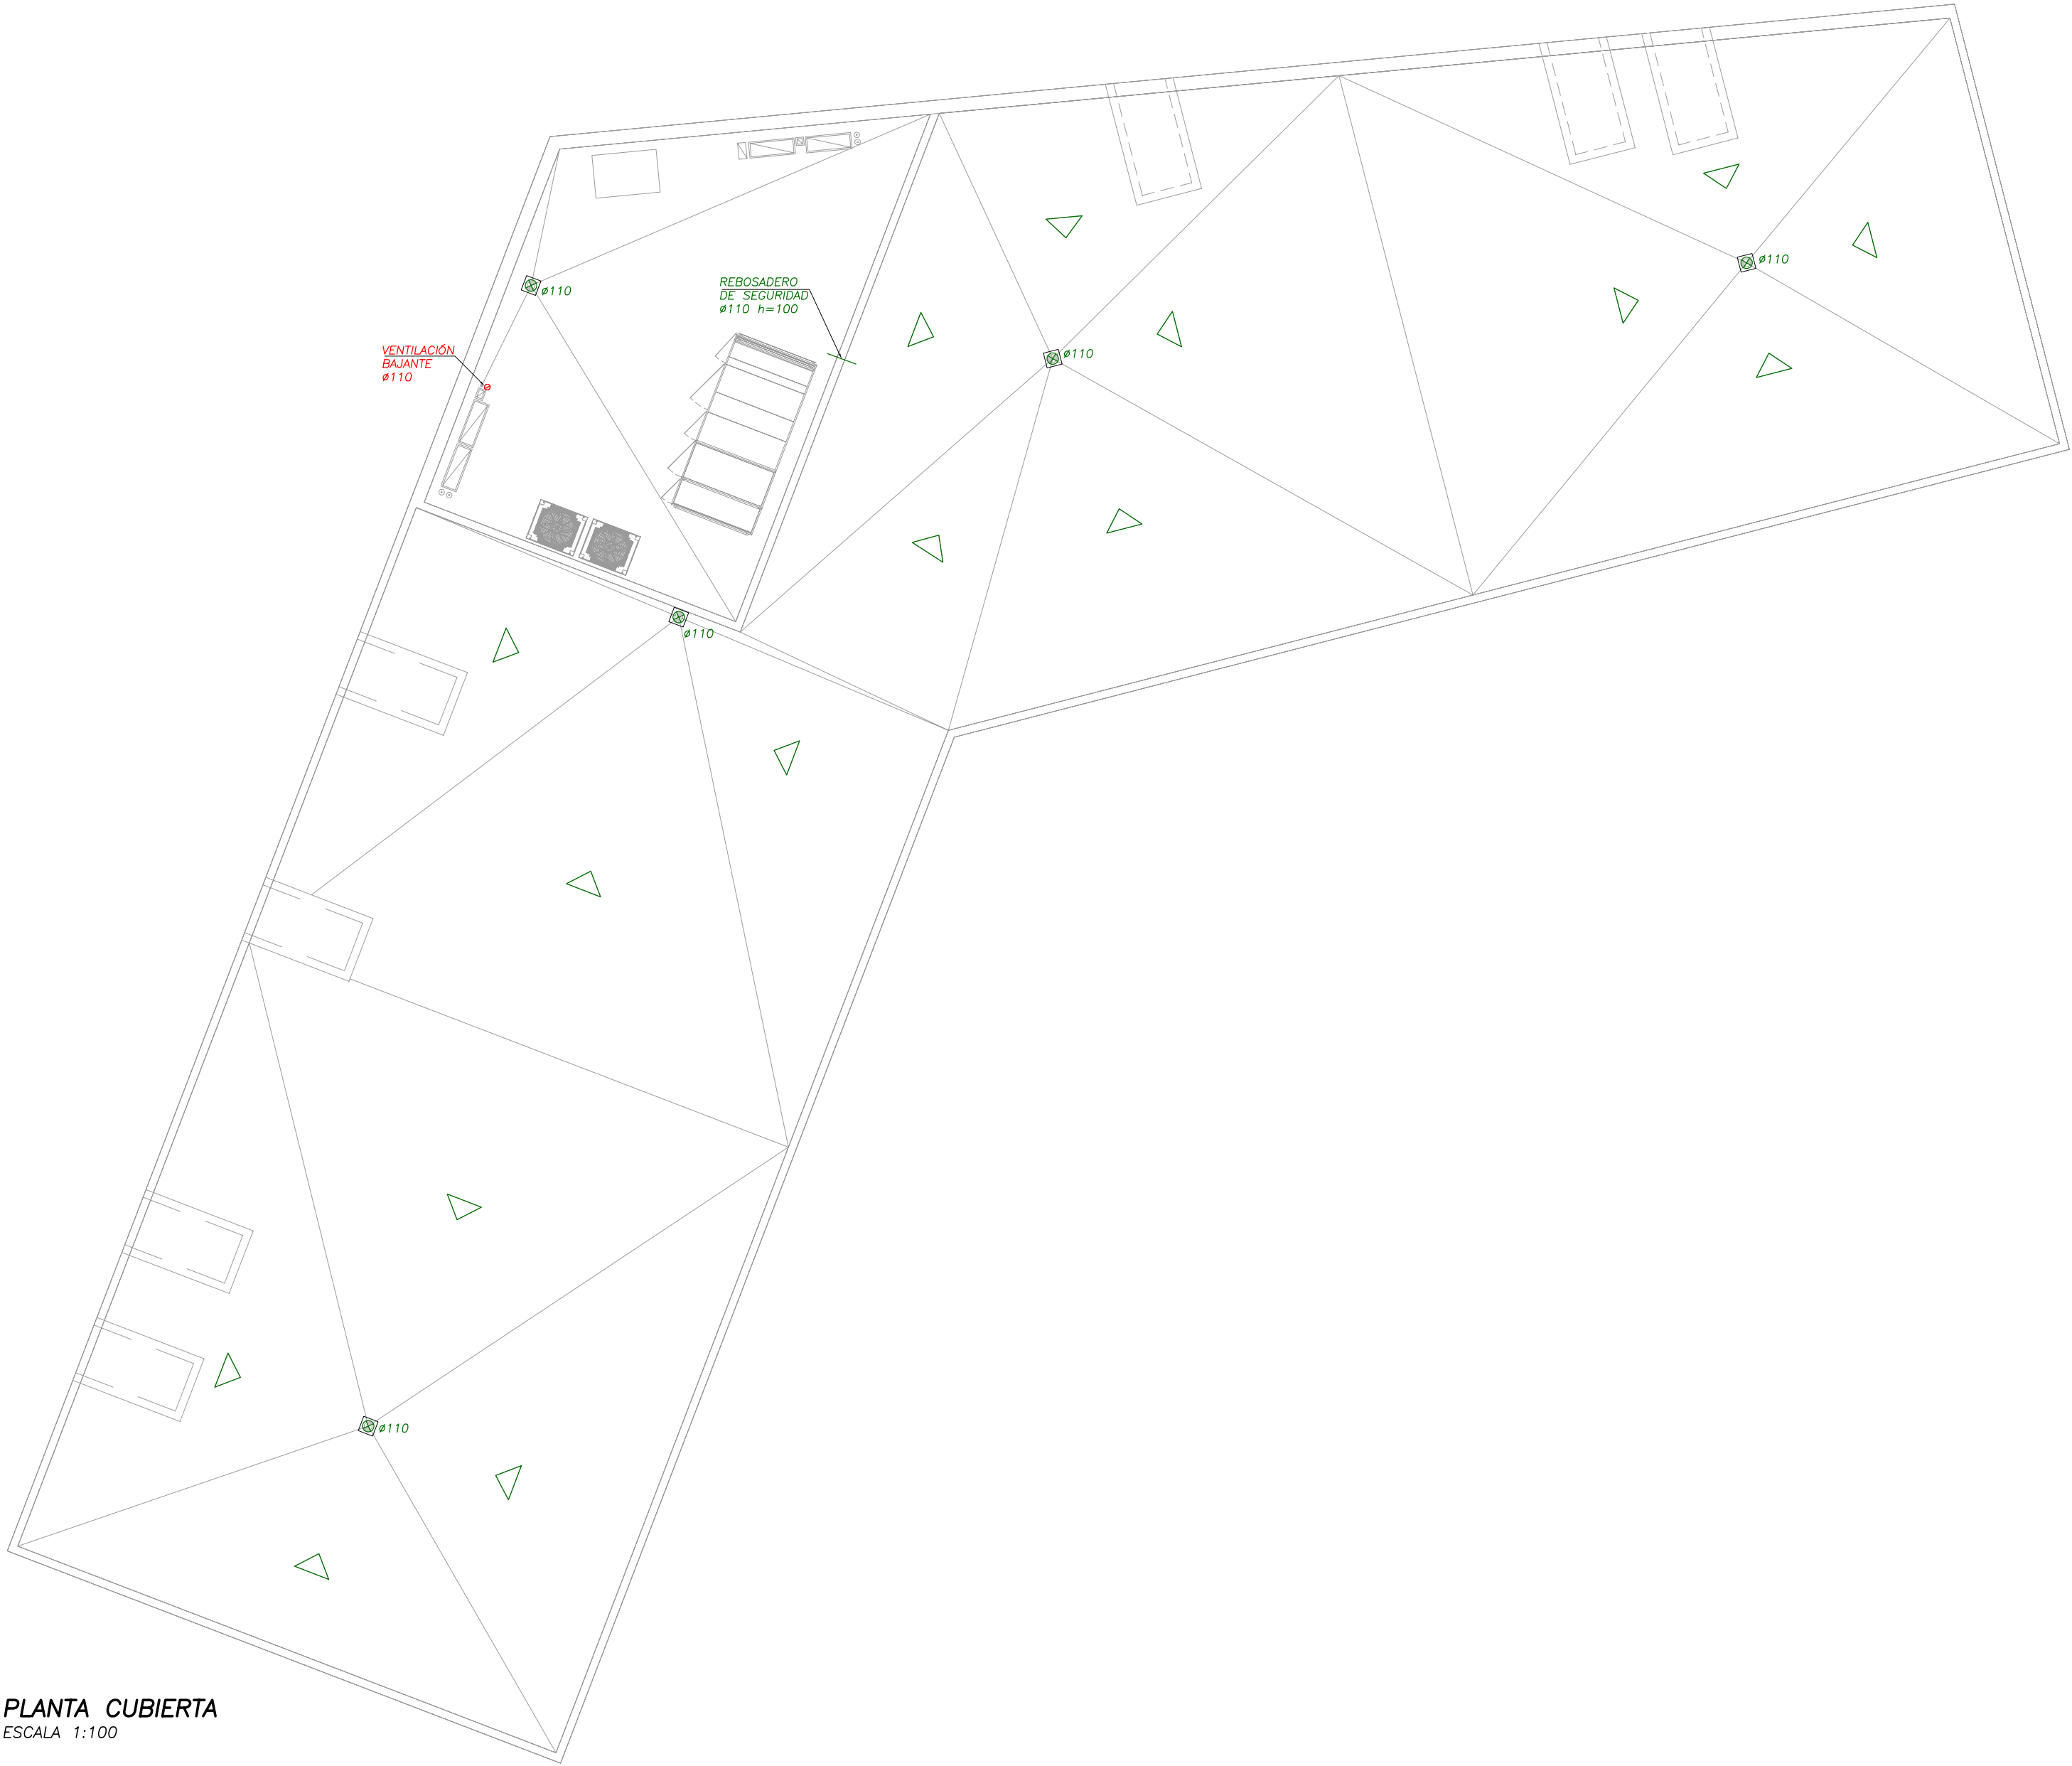 ø110
ø110
REBOSADERO
DE SEGURIDAD
ø110 h=100
ø110
VENTILACIÓN
BAJANTE
ø110
ø110
ø110
PLANTA CUBIERTA
ESCALA 1:100